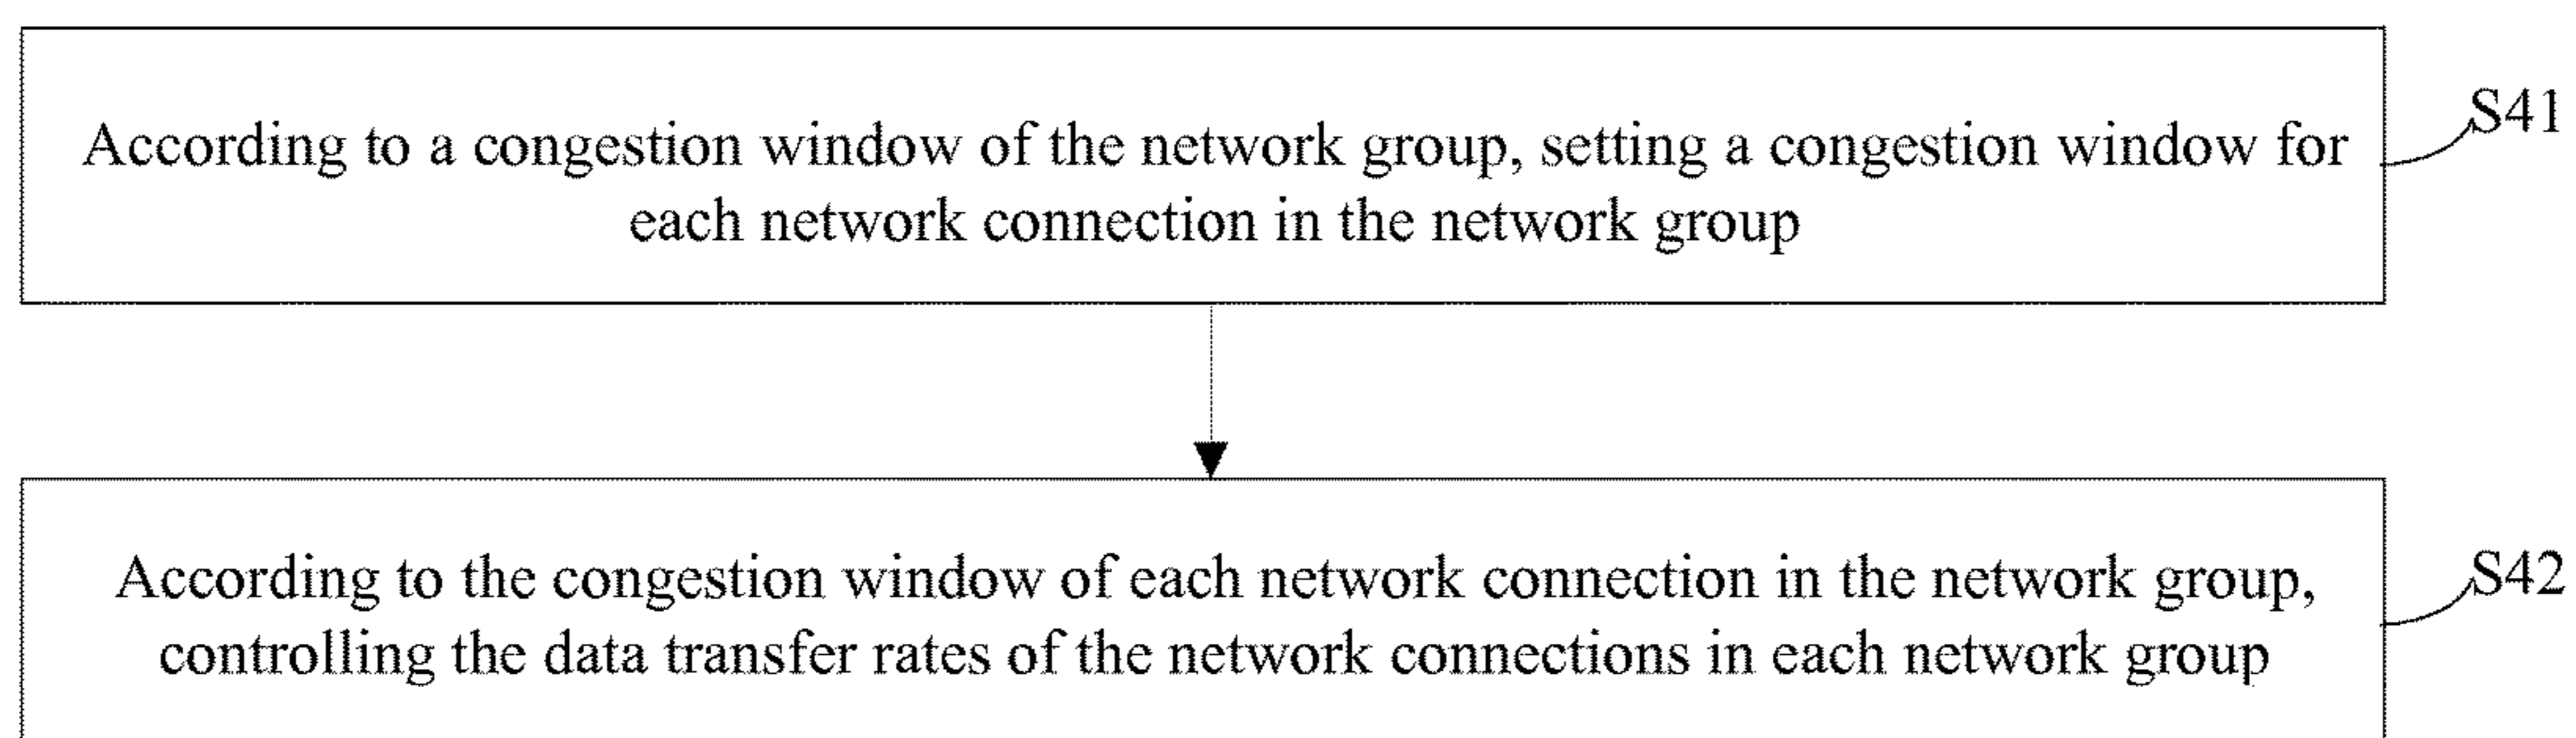 According to a congestion window of the network group, setting a congestion window for
each network connection in the network group
S41
According to the congestion window of each network connection in the network group,
controlling the data transfer rates of the network connections in each network group
S42